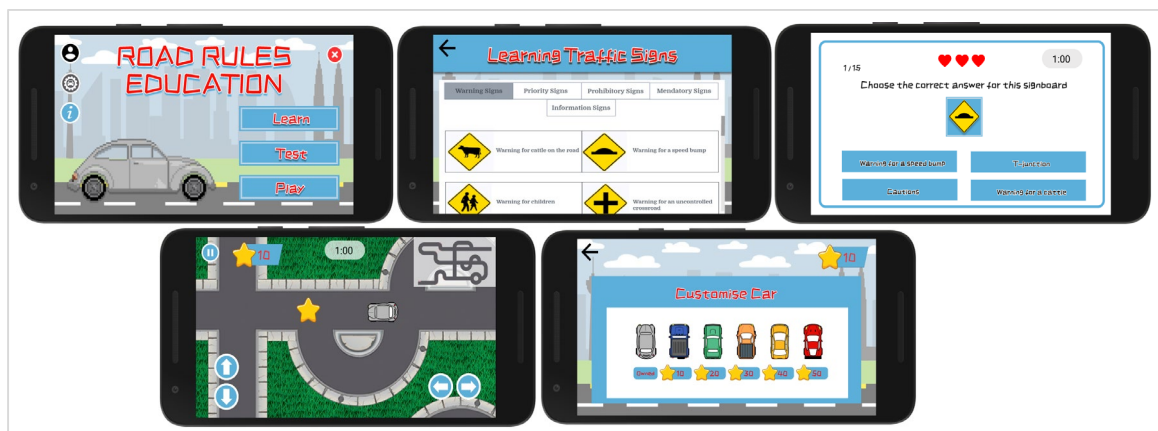 ROAD RULES
EDUCATION
Learn
Test
Play
Learning Traffic Signs
Warning Signs Priority Signs Prohibitory Signs Mendatory Signs
Information Signs
Warning for cattle on the road Warning for a speed bump
Warning for children Warning for an uncontrolled
crossroad
1/15 1:00
Choose the correct answer for this signboard
Warning for a speed bump T-junction
Cautions Warning for a cattle
10 1:00
10
Customise Car
Owned 10 20 30 40 50